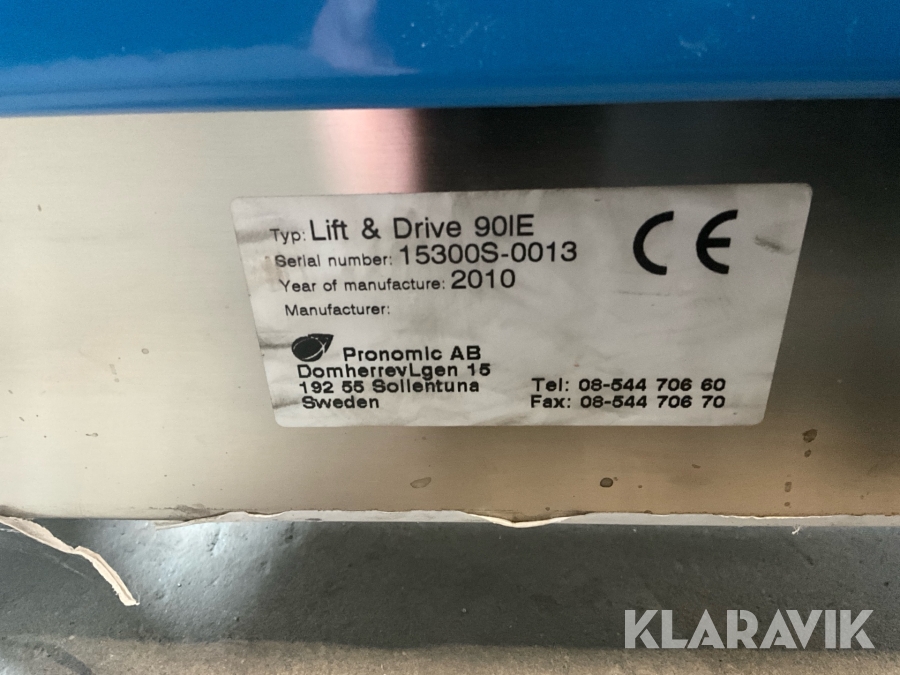 Typ: Lift & Drive 90IE
Serial number: 15300S-0013
Year of manufacture: 2010
Manufacturer:
Pronomic AB
DomherrevLgen 15
192 55 Sollentuna
Sweden
Tel: 08-544 706 60
Fax: 08-544 706 70
CE
KLARAVIK